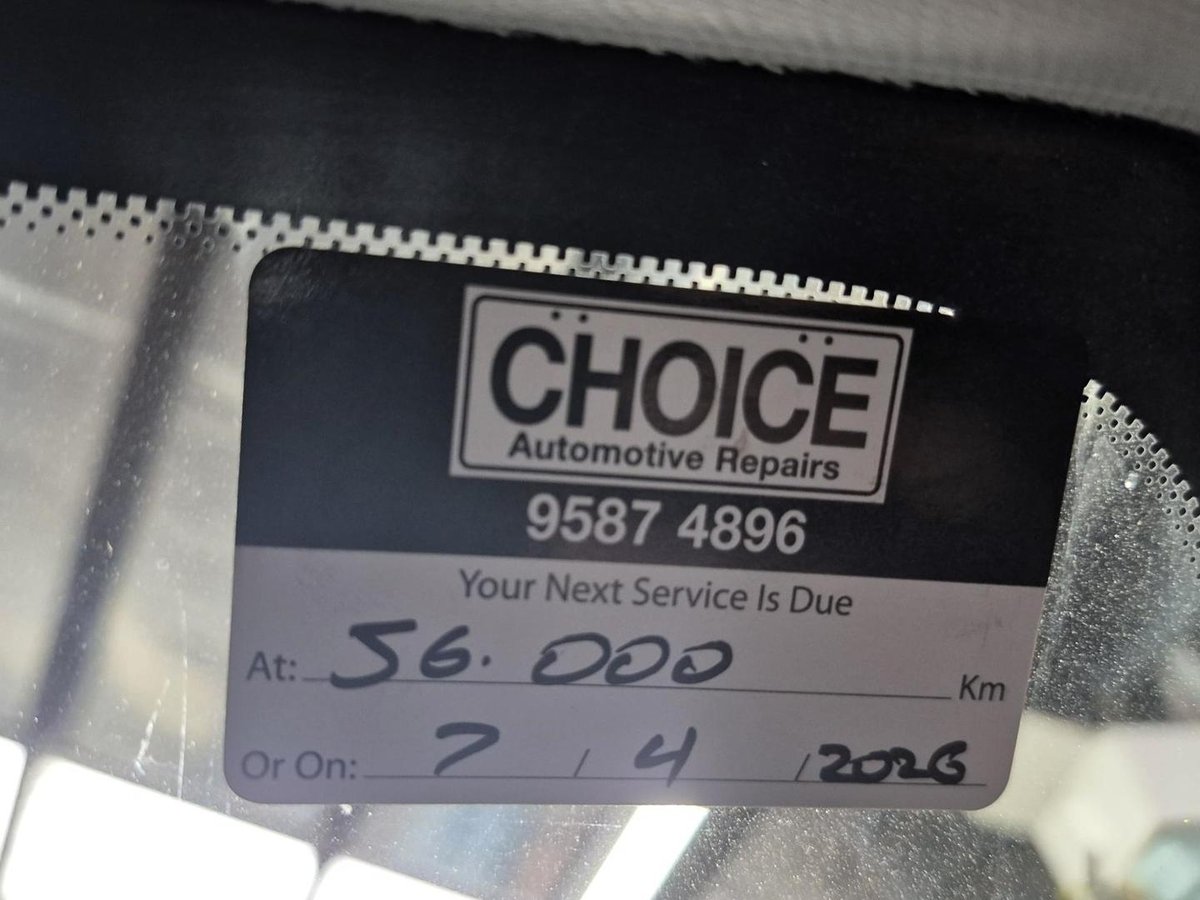 CHOICE
Automotive Repairs
9587 4896
Your Next Service Is Due
At: 56.000 Km
Or On: 7 / 4 / 2026